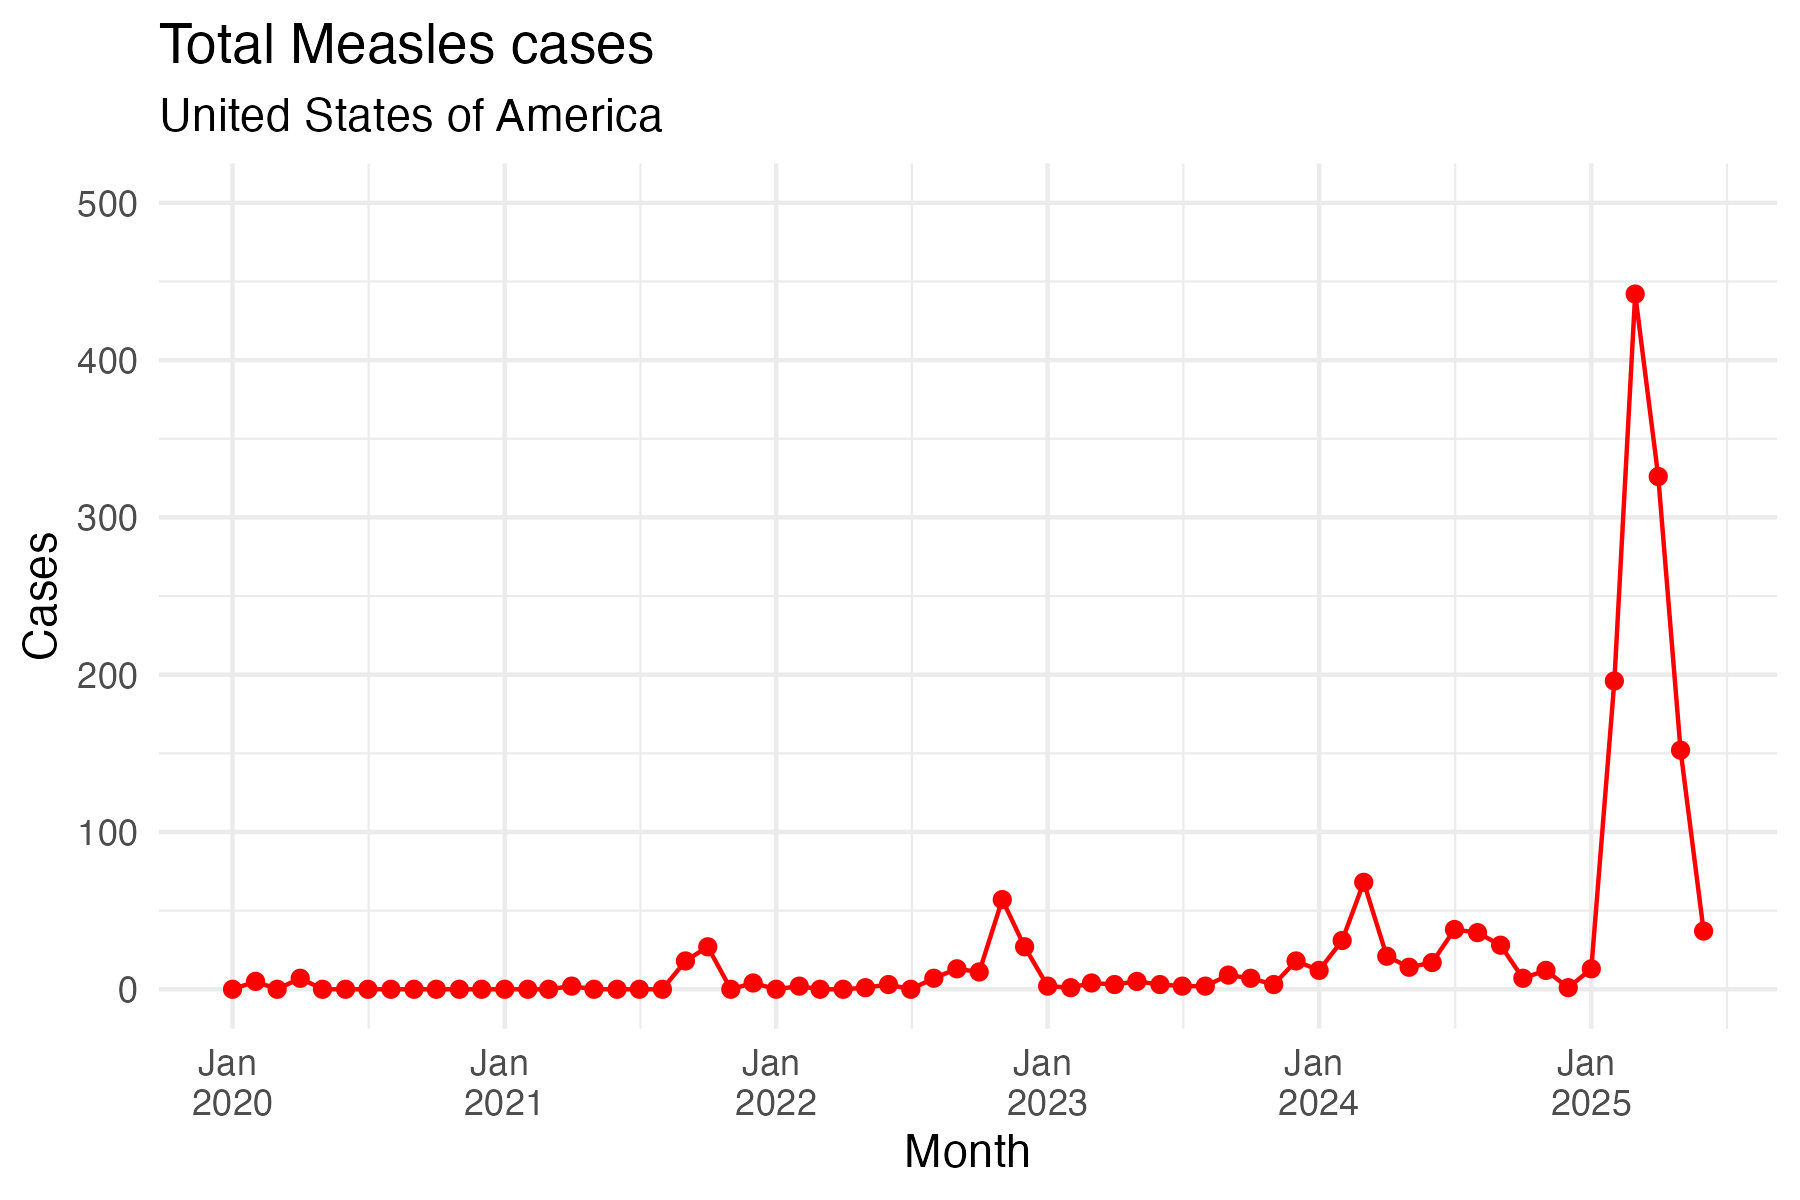 Total Measles cases
United States of America
500
400
300
200
100
0
Cases
Jan 2020
Jan 2021
Jan 2022
Jan 2023
Jan 2024
Jan 2025
Month